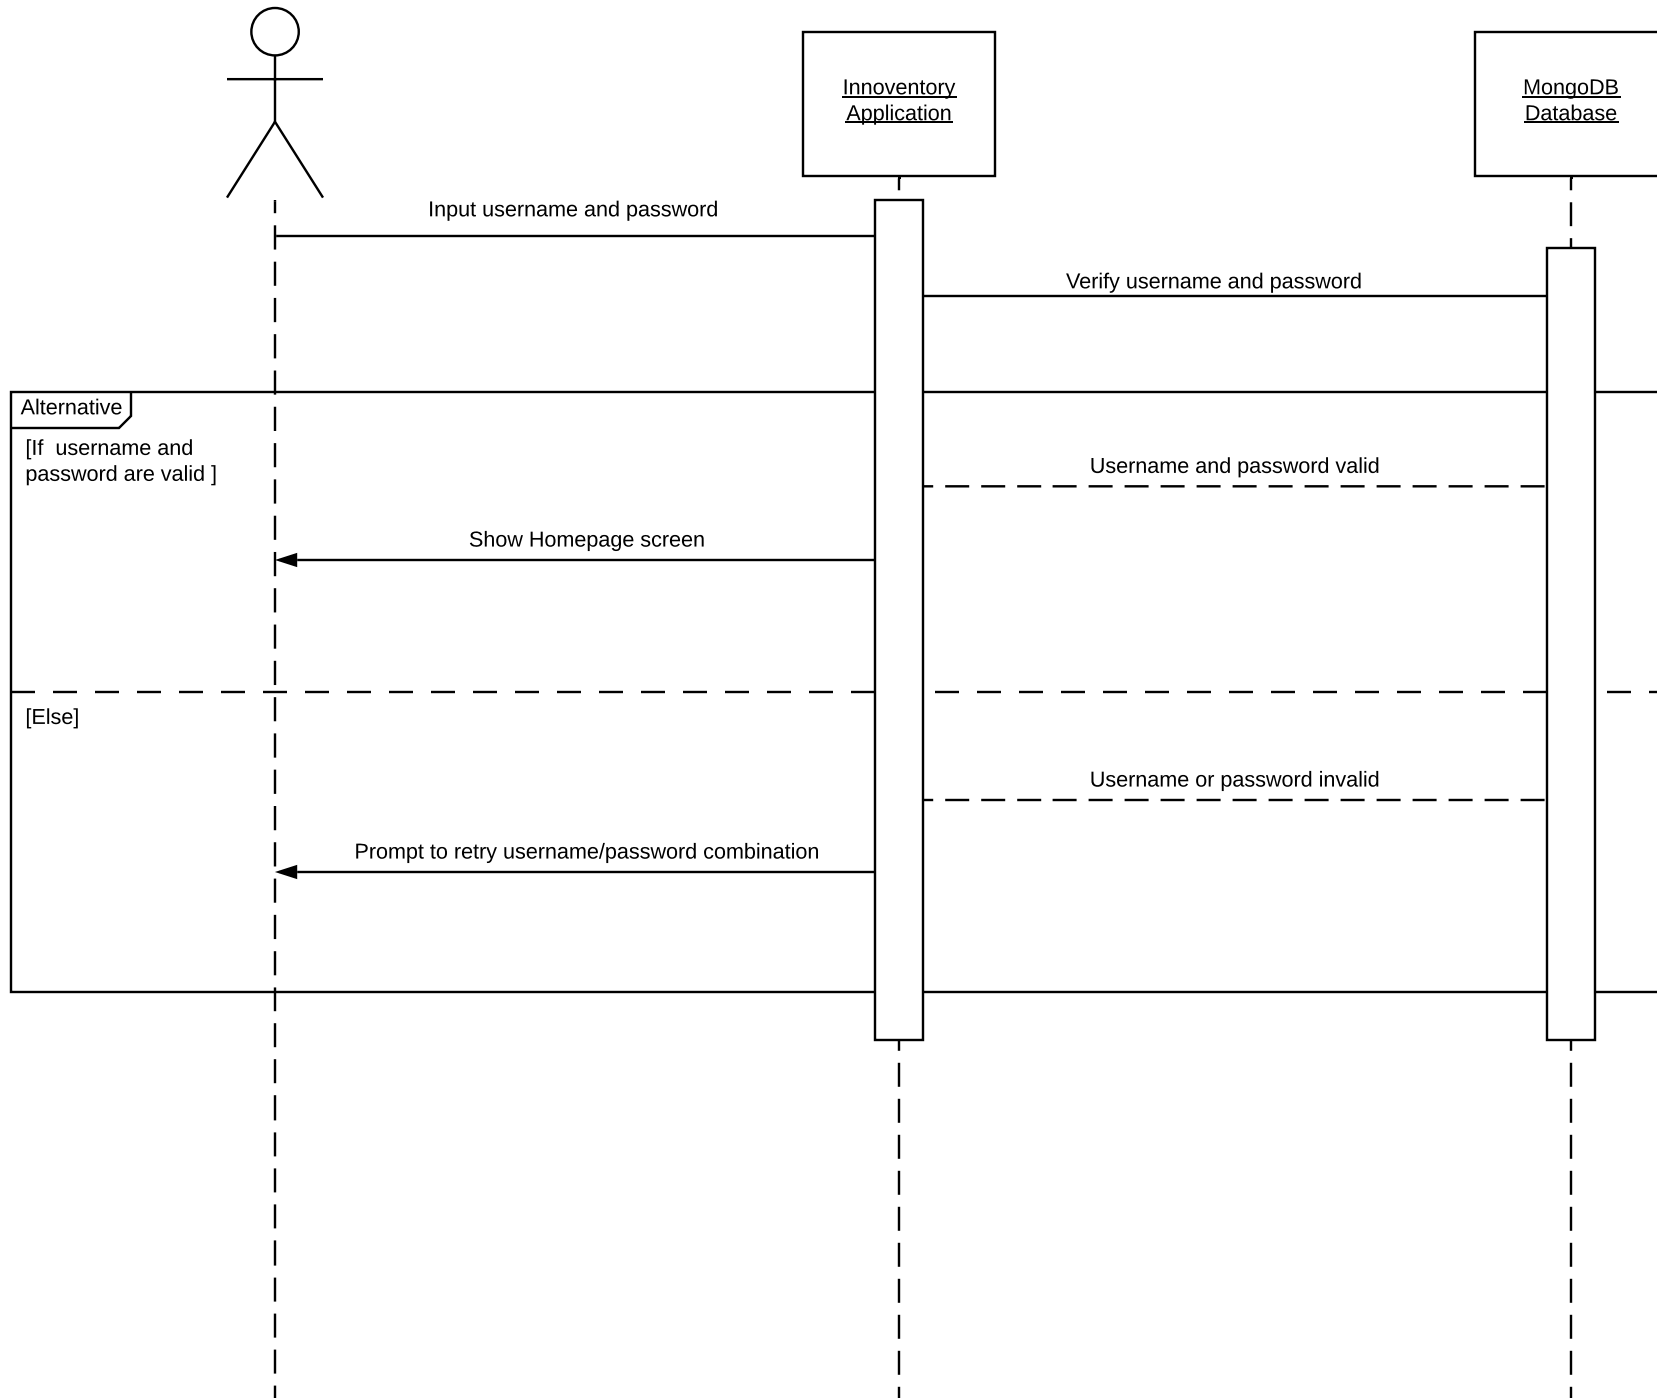 Innoventory
Application
MongoDB
Database
Input username and password
Verify username and password
Alternative
[If  username and
password are valid ]
Username and password valid
Show Homepage screen
[Else]
Username or password invalid
Prompt to retry username/password combination